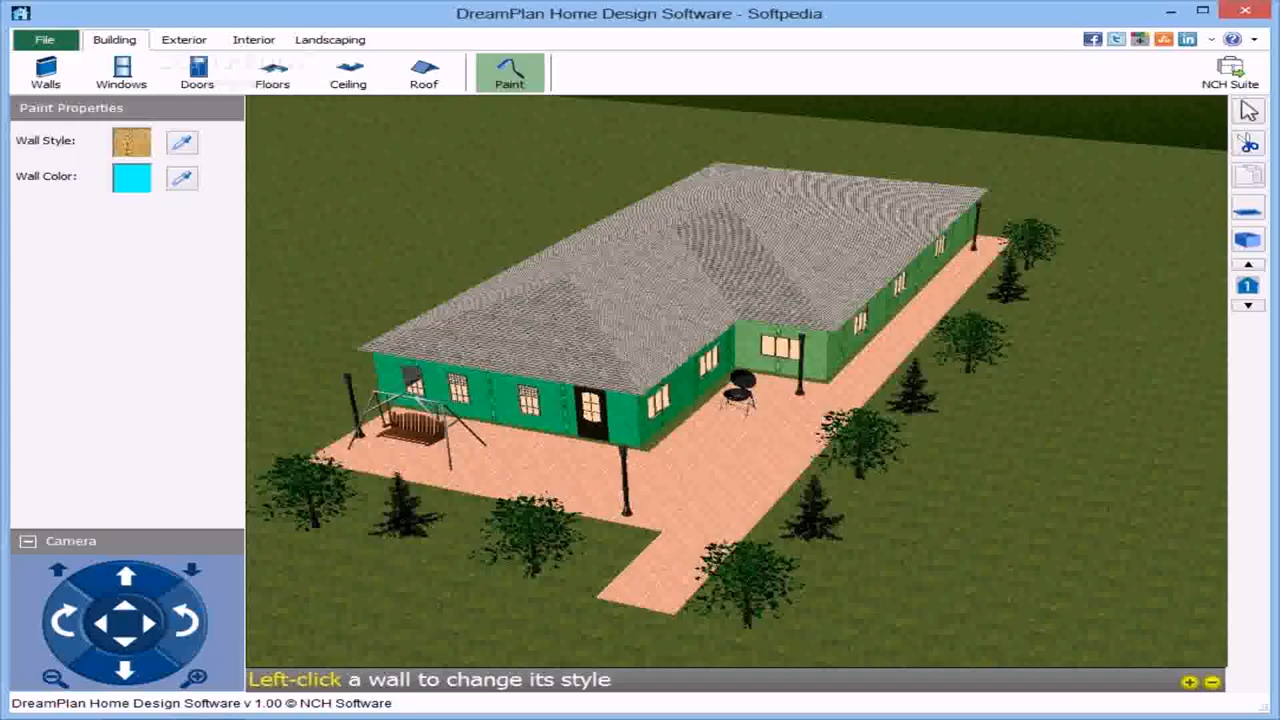 DreamPlan Home Design Software - Softpedia
File Building Exterior Interior Landscaping
Walls Windows Doors Floors Ceiling Roof Paint NCH Suite
Paint Properties
Wall Style:
Wall Color:
1
Camera
Left-click a wall to change its style
DreamPlan Home Design Software v 1.00 © NCH Software